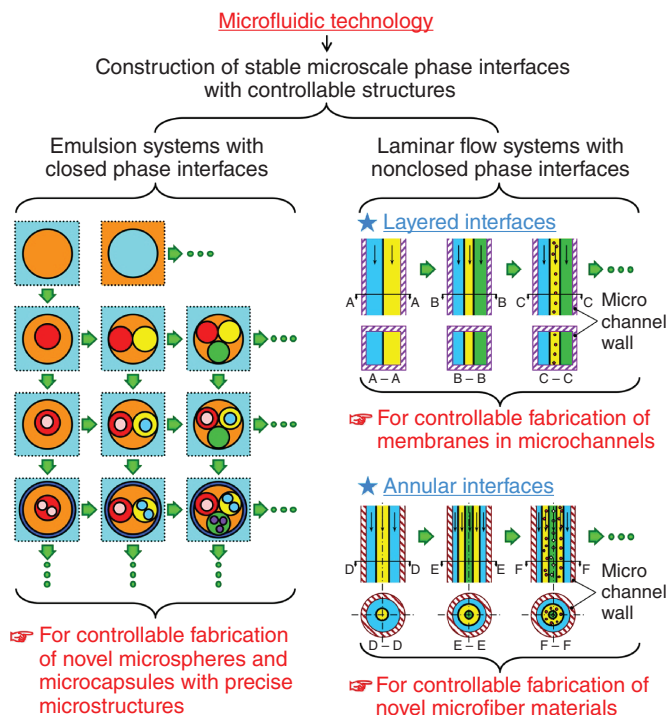 Microfluidic technology
Construction of stable microscale phase interfaces
with controllable structures
Emulsion systems with
closed phase interfaces
Laminar flow systems with
nonclosed phase interfaces
Layered interfaces
A A B B C C
Micro
channel
wall
A – A B – B C – C
For controllable fabrication of
membranes in microchannels
Annular interfaces
D D E E F F
Micro
channel
wall
D – D E – E F – F
For controllable fabrication
of novel microspheres and
microcapsules with precise
microstructures
For controllable fabrication of
novel microfiber materials